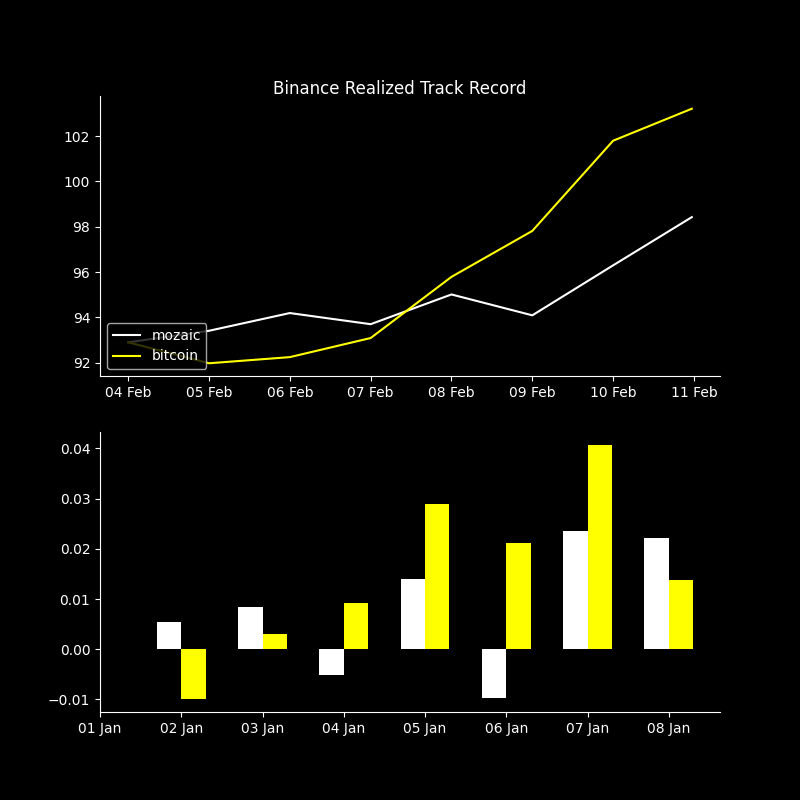 Binance Realized Track Record
102
100
98
96
94
92
mozaic
bitcoin
04 Feb 05 Feb 06 Feb 07 Feb 08 Feb 09 Feb 10 Feb 11 Feb
0.04
0.03
0.02
0.01
0.00
−0.01
01 Jan 02 Jan 03 Jan 04 Jan 05 Jan 06 Jan 07 Jan 08 Jan